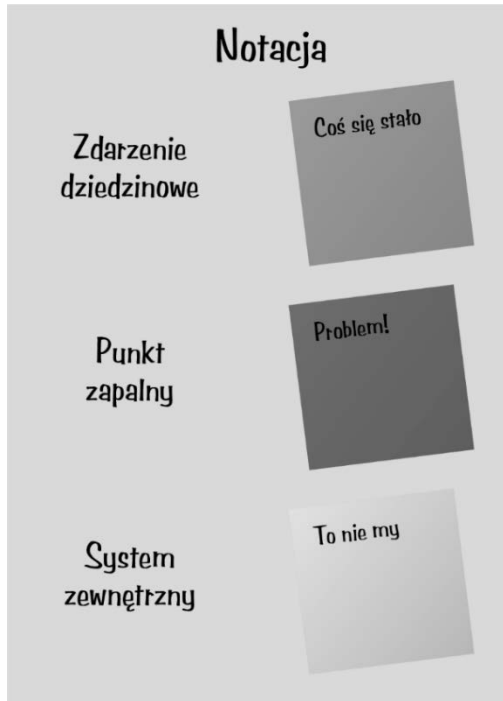 Notacja
Zdarzenie
dziedzinowe
Coś się stało
Punkt
zapalny
Problem!
System
zewnętrzny
To nie my